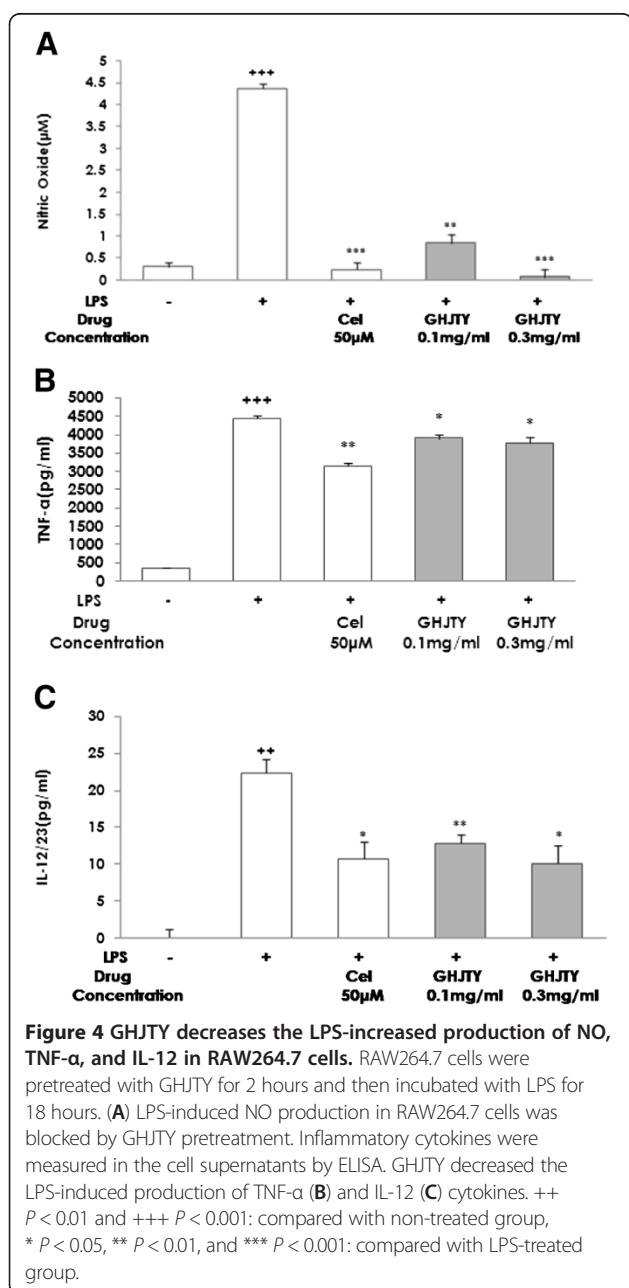 A
Nitric Oxide(µM)
5
4.5
4
3.5
3
2.5
2
1.5
1
0.5
0
+++
***
**
***
LPS - + + + +
Drug Cel GHJTY GHJTY
Concentration 50µM 0.1mg/ml 0.3mg/ml
B
TNF-α(pg/ml)
5000
4500
4000
3500
3000
2500
2000
1500
1000
500
0
+++
**
*
*
LPS - + + + +
Drug Cel GHJTY GHJTY
Concentration 50µM 0.1mg/ml 0.3mg/ml
C
IL-12/23(pg/ml)
30
25
20
15
10
5
0
++
*
**
*
LPS - + + + +
Drug Cel GHJTY GHJTY
Concentration 50µM 0.1mg/ml 0.3mg/ml
Figure 4 GHJTY decreases the LPS-increased production of NO,
TNF-α, and IL-12 in RAW264.7 cells. RAW264.7 cells were
pretreated with GHJTY for 2 hours and then incubated with LPS for
18 hours. (A) LPS-induced NO production in RAW264.7 cells was
blocked by GHJTY pretreatment. Inflammatory cytokines were
measured in the cell supernatants by ELISA. GHJTY decreased the
LPS-induced production of TNF-α (B) and IL-12 (C) cytokines. ++
P < 0.01 and +++ P < 0.001: compared with non-treated group,
* P < 0.05, ** P < 0.01, and *** P < 0.001: compared with LPS-treated
group.